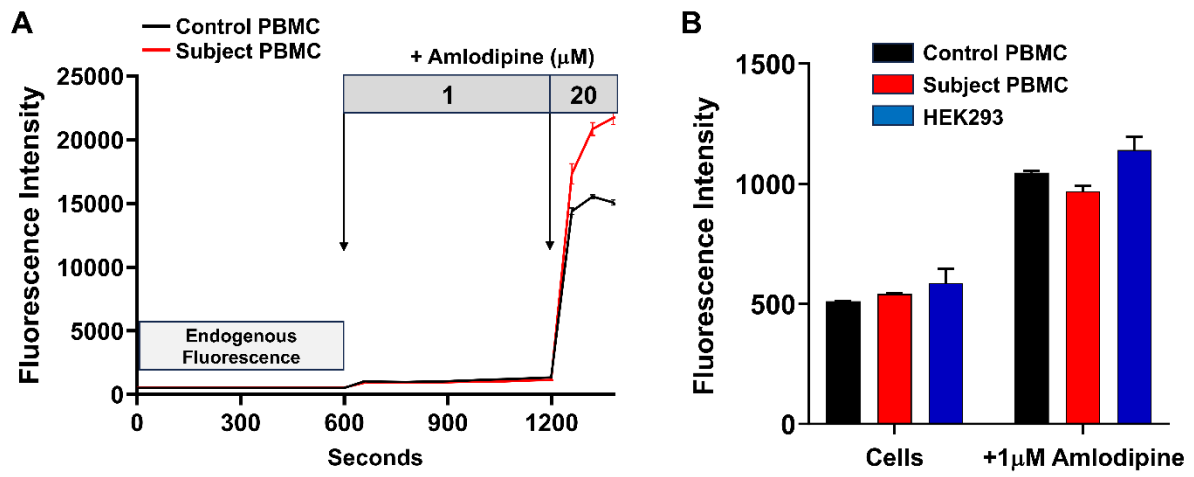 A
Control PBMC
Subject PBMC
+ Amlodipine (μM)
1
20
Fluorescence Intensity
25000
20000
15000
10000
5000
0
Endogenous
Fluorescence
0
300
600
900
1200
Seconds
B
Control PBMC
Subject PBMC
HEK293
Fluorescence Intensity
1500
1000
500
0
Cells
+1μM Amlodipine